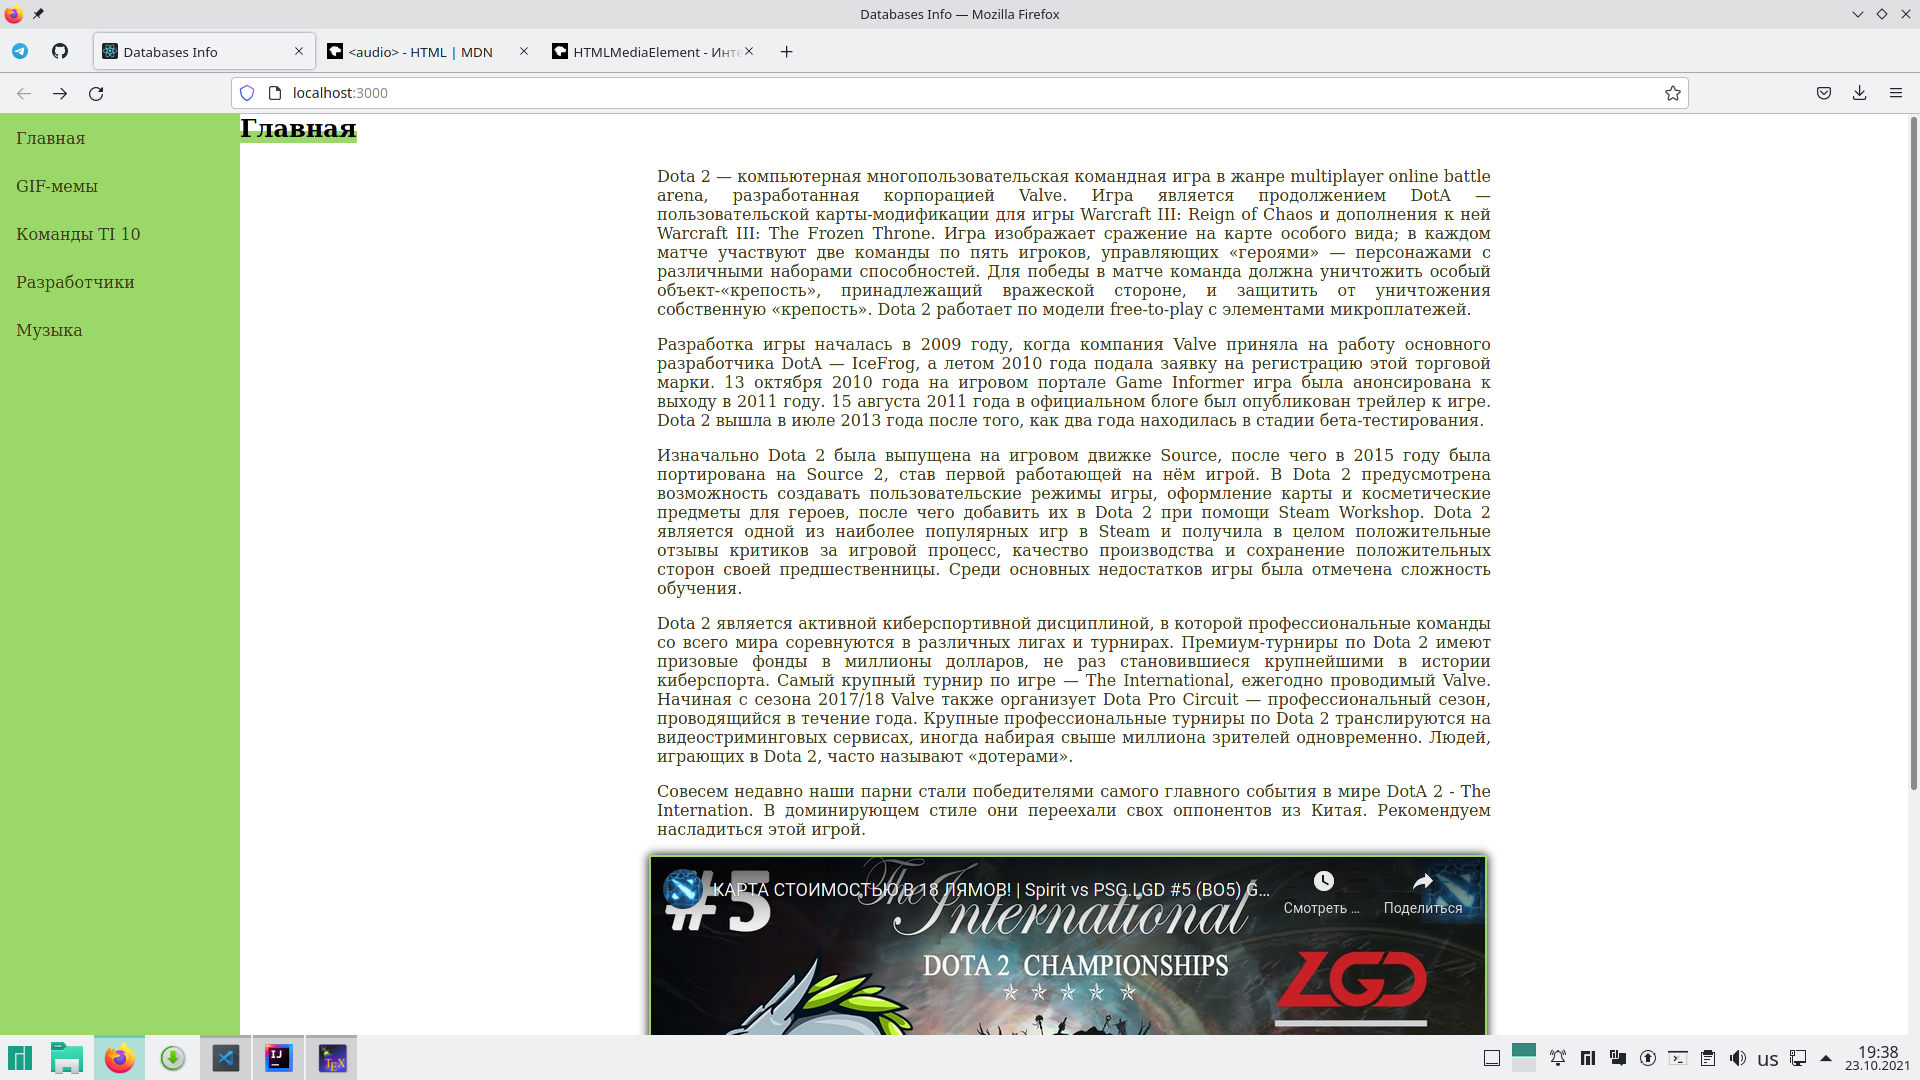 Databases Info — Mozilla Firefox
Databases Info
<audio> - HTML | MDN
HTMLMediaElement - Инте
localhost:3000
Главная
GIF-мемы
Команды TI 10
Разработчики
Музыка
Главная
Dota 2 — компьютерная многопользовательская командная игра в жанре multiplayer online battle
arena, разработанная корпорацией Valve. Игра является продолжением DotA —
пользовательской карты-модификации для игры Warcraft III: Reign of Chaos и дополнения к ней
Warcraft III: The Frozen Throne. Игра изображает сражение на карте особого вида; в каждом
матче участвуют две команды по пять игроков, управляющих «героями» — персонажами с
различными наборами способностей. Для победы в матче команда должна уничтожить особый
объект-«крепость», принадлежащий вражеской стороне, и защитить от уничтожения
собственную «крепость». Dota 2 работает по модели free-to-play с элементами микроплатежей.
Разработка игры началась в 2009 году, когда компания Valve приняла на работу основного
разработчика DotA — IceFrog, а летом 2010 года подала заявку на регистрацию этой торговой
марки. 13 октября 2010 года на игровом портале Game Informer игра была анонсирована к
выходу в 2011 году. 15 августа 2011 года в официальном блоге был опубликован трейлер к игре.
Dota 2 вышла в июле 2013 года после того, как два года находилась в стадии бета-тестирования.
Изначально Dota 2 была выпущена на игровом движке Source, после чего в 2015 году была
портирована на Source 2, став первой работающей на нём игрой. В Dota 2 предусмотрена
возможность создавать пользовательские режимы игры, оформление карты и косметические
предметы для героев, после чего добавить их в Dota 2 при помощи Steam Workshop. Dota 2
является одной из наиболее популярных игр в Steam и получила в целом положительные
отзывы критиков за игровой процесс, качество производства и сохранение положительных
сторон своей предшественницы. Среди основных недостатков игры была отмечена сложность
обучения.
Dota 2 является активной киберспортивной дисциплиной, в которой профессиональные команды
со всего мира соревнуются в различных лигах и турнирах. Премиум-турниры по Dota 2 имеют
призовые фонды в миллионы долларов, не раз становившиеся крупнейшими в истории
киберспорта. Самый крупный турнир по игре — The International, ежегодно проводимый Valve.
Начиная с сезона 2017/18 Valve также организует Dota Pro Circuit — профессиональный сезон,
проводящийся в течение года. Крупные профессиональные турниры по Dota 2 транслируются на
видеостриминговых сервисах, иногда набирая свыше миллиона зрителей одновременно. Людей,
играющих в Dota 2, часто называют «дотерами».
Совесем недавно наши парни стали победителями самого главного события в мире DotA 2 - The
Internation. В доминирующем стиле они переехали свох оппонентов из Китая. Рекомендуем
насладиться этой игрой.
КАРТА СТОИМОСТЬЮ В 18 ЛЯМОВ! | Spirit vs PSG.LGD #5 (BO5) G...
Смотреть ...
Поделиться
#5
The International
DOTA 2 CHAMPIONSHIPS
LGD
us
19:38
23.10.2021